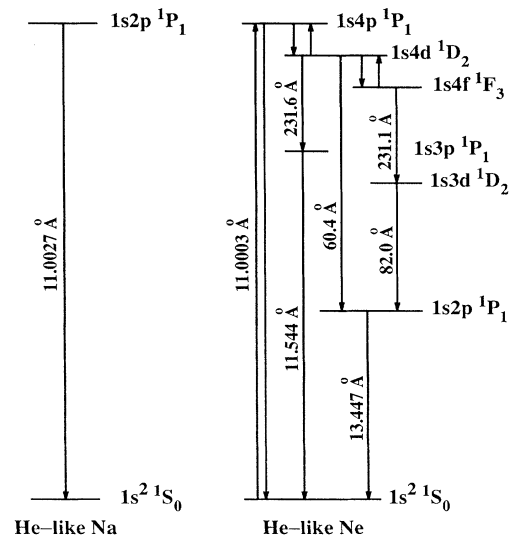 1s2p ¹P₁
1s4p ¹P₁
1s4d ¹D₂
1s4f ¹F₃
231.6 Å
231.1 Å
1s3p ¹P₁
1s3d ¹D₂
11.0027 Å
11.0003 Å
60.4 Å
82.0 Å
1s2p ¹P₁
11.544 Å
13.447 Å
1s² ¹S₀
1s² ¹S₀
He–like Na
He–like Ne